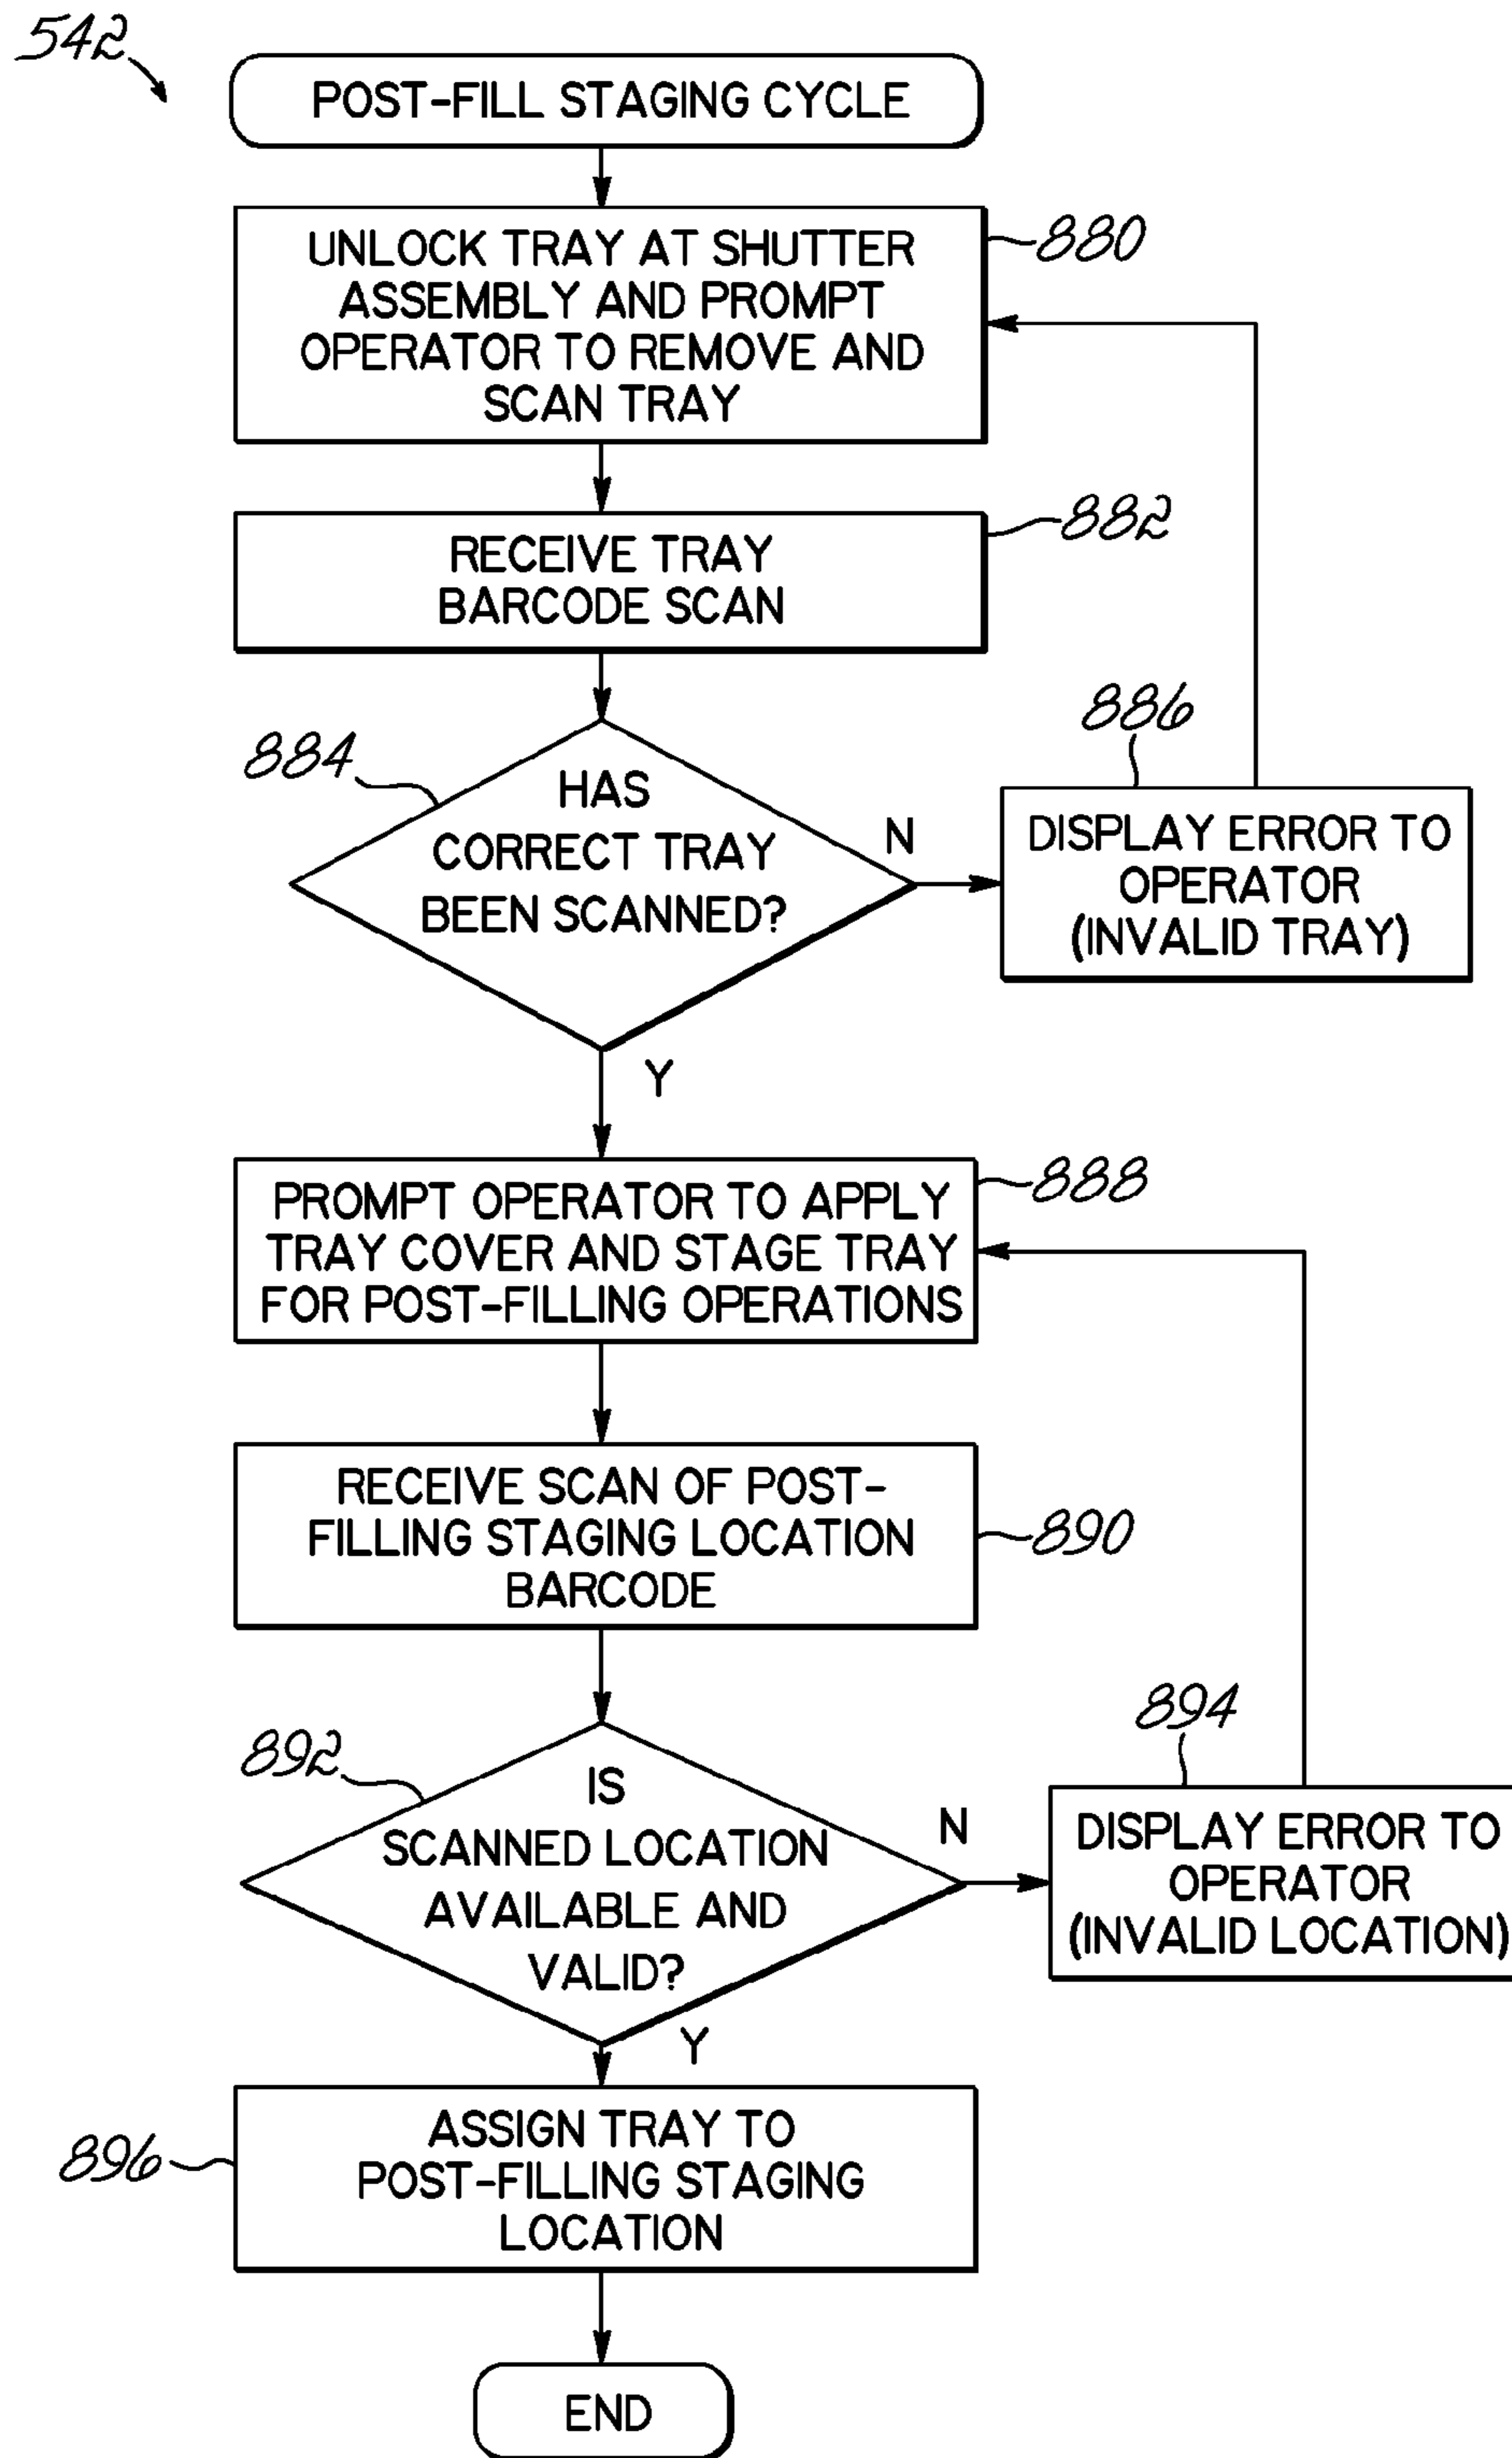 542
POST-FILL STAGING CYCLE
UNLOCK TRAY AT SHUTTER
ASSEMBLY AND PROMPT
OPERATOR TO REMOVE AND
SCAN TRAY
880
RECEIVE TRAY
BARCODE SCAN
882
884
HAS
CORRECT TRAY
BEEN SCANNED?
N
886
DISPLAY ERROR TO
OPERATOR
(INVALID TRAY)
Y
PROMPT OPERATOR TO APPLY
TRAY COVER AND STAGE TRAY
FOR POST-FILLING OPERATIONS
888
RECEIVE SCAN OF POST-
FILLING STAGING LOCATION
BARCODE
890
892
IS
SCANNED LOCATION
AVAILABLE AND
VALID?
N
894
DISPLAY ERROR TO
OPERATOR
(INVALID LOCATION)
Y
ASSIGN TRAY TO
POST-FILLING STAGING
LOCATION
896
END